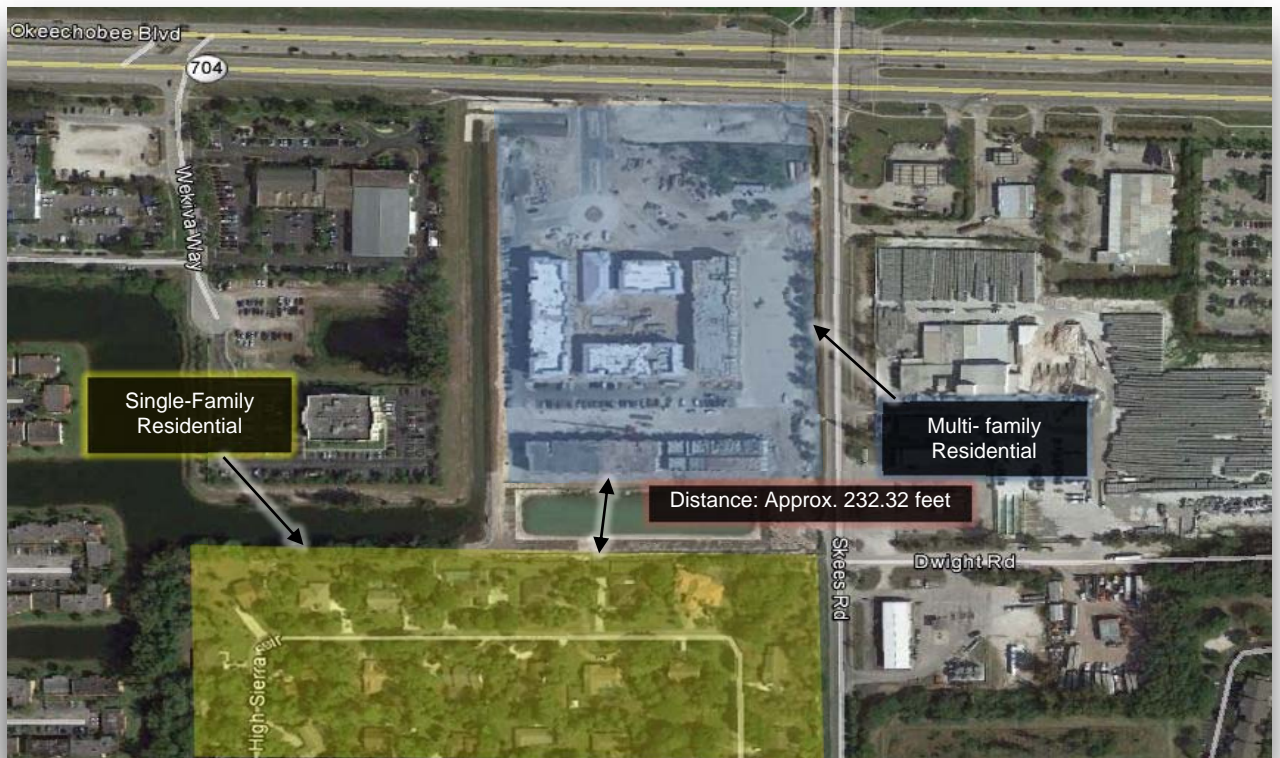 Okeechobee Blvd
704
Wekiva Way
Single-Family
Residential
Multi- family
Residential
Distance: Approx. 232.32 feet
Skees Rd
Dwight Rd
High-Sierra Cir